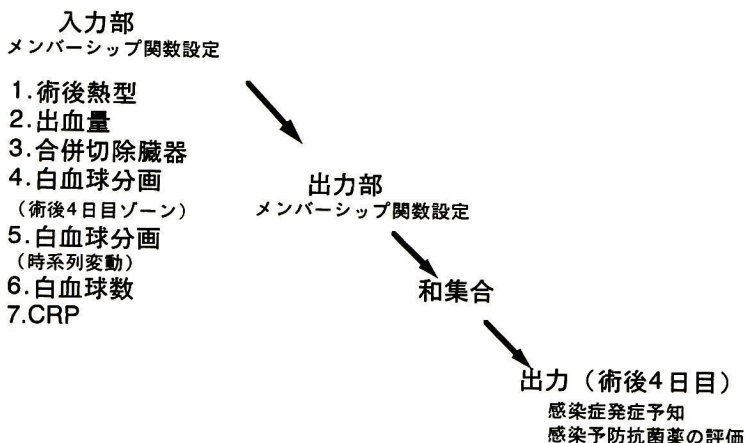 入力部
メンバーシップ関数設定
1.術後熱型
2.出血量
3.合併切除臓器
4.白血球分画
（術後4日目ゾーン）
5.白血球分画
（時系列変動）
6.白血球数
7.CRP
出力部
メンバーシップ関数設定
和集合
出力（術後4日目）
感染症発症予知
感染予防抗菌薬の評価